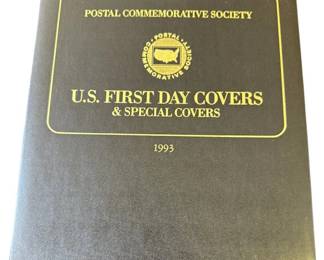 POSTAL COMMEMORATIVE SOCIETY
POSTAL
COMMEMORATIVE SOCIETY
U.S. FIRST DAY COVERS
& SPECIAL COVERS
1993